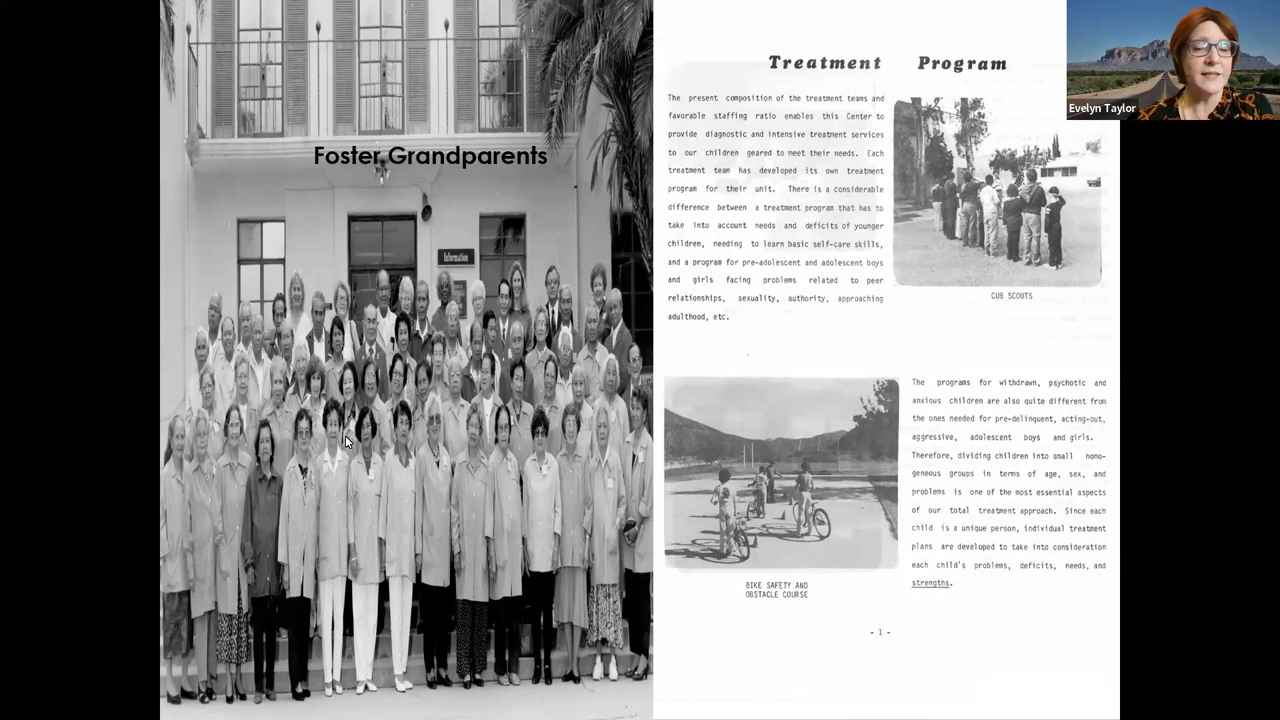 Foster Grandparents
Information
Treatment Program
The present composition of the treatment teams and
favorable staffing ratio enables this Center to
provide diagnostic and intensive treatment services
to our children geared to meet their needs. Each
treatment team has developed its own treatment
program for their unit. There is a considerable
difference between a treatment program that has to
take into account needs and deficits of younger
children, needing to learn basic self-care skills,
and a program for pre-adolescent and adolescent boys
and girls facing problems related to peer
relationships, sexuality, authority, approaching
adulthood, etc.
CUB SCOUTS
BIKE SAFETY AND
OBSTACLE COURSE
The programs for withdrawn, psychotic and
anxious children are also quite different from
the ones needed for pre-delinquent, acting-out,
aggressive, adolescent boys and girls.
Therefore, dividing children into small homo-
geneous groups in terms of age, sex, and
problems is one of the most essential aspects
of our total treatment approach. Since each
child is a unique person, individual treatment
plans are developed to take into consideration
each child's problems, deficits, needs, and
strengths.
- 1 -
Evelyn Taylor